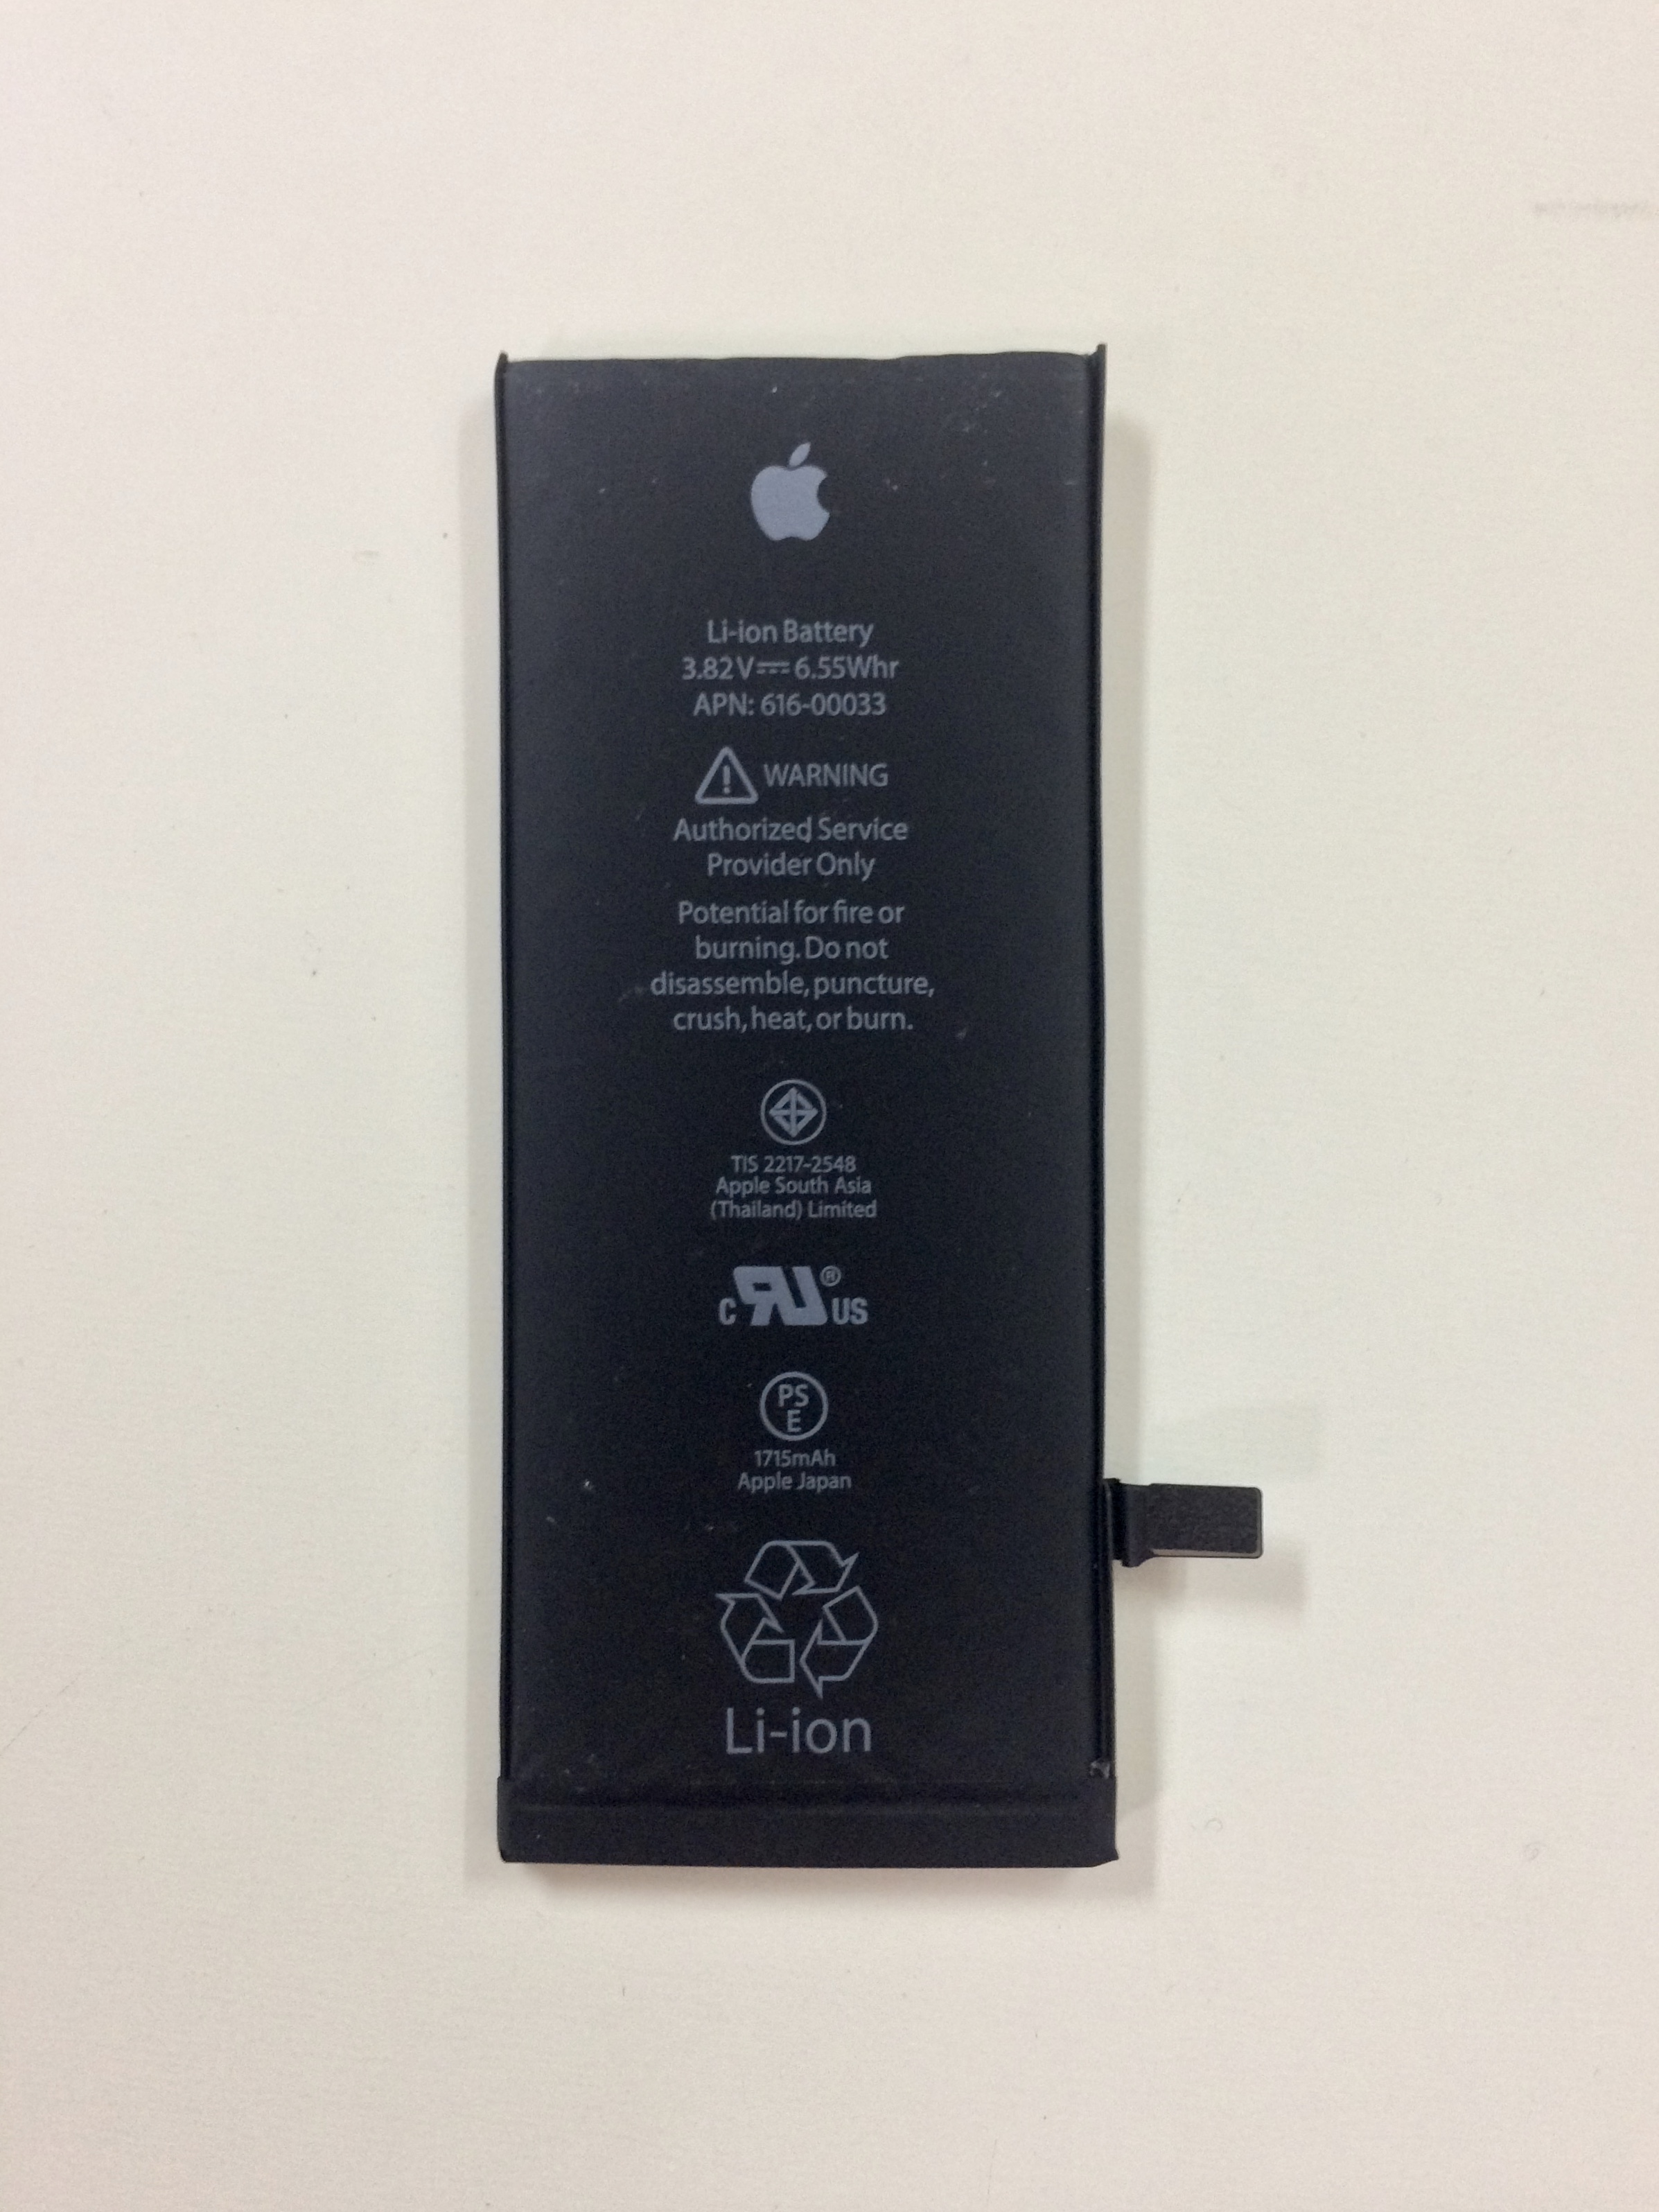 Li-ion Battery
3.82 V⎓6.55Whr
APN: 616-00033
WARNING
Authorized Service
Provider Only
Potential for fire or
burning. Do not
disassemble, puncture,
crush, heat, or burn.
TIS 2217-2548
Apple South Asia
(Thailand) Limited
c RU® US
PS
E
1715mAh
Apple Japan
Li-ion